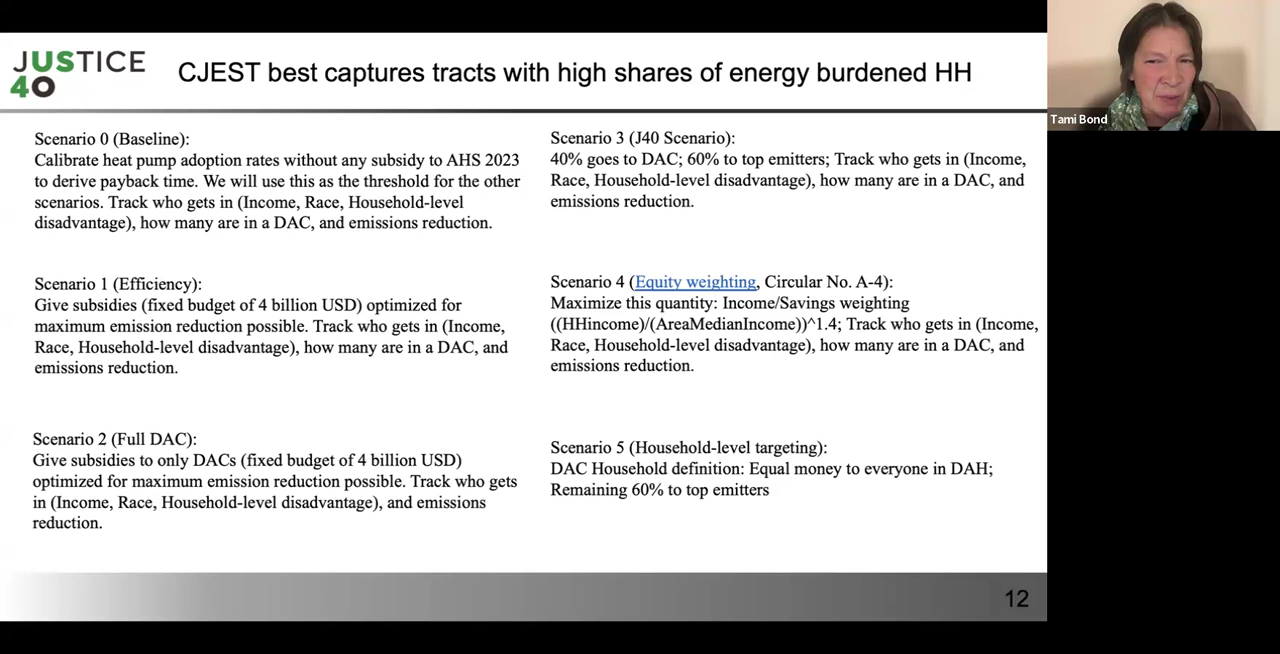 JUSTICE
40
CJEST best captures tracts with high shares of energy burdened HH
Scenario 0 (Baseline):
Calibrate heat pump adoption rates without any subsidy to AHS 2023
to derive payback time. We will use this as the threshold for the other
scenarios. Track who gets in (Income, Race, Household-level
disadvantage), how many are in a DAC, and emissions reduction.
Scenario 1 (Efficiency):
Give subsidies (fixed budget of 4 billion USD) optimized for
maximum emission reduction possible. Track who gets in (Income,
Race, Household-level disadvantage), how many are in a DAC, and
emissions reduction.
Scenario 2 (Full DAC):
Give subsidies to only DACs (fixed budget of 4 billion USD)
optimized for maximum emission reduction possible. Track who gets
in (Income, Race, Household-level disadvantage), and emissions
reduction.
Scenario 3 (J40 Scenario):
40% goes to DAC; 60% to top emitters; Track who gets in (Income,
Race, Household-level disadvantage), how many are in a DAC, and
emissions reduction.
Scenario 4 (Equity weighting, Circular No. A-4):
Maximize this quantity: Income/Savings weighting
((HHincome)/(AreaMedianIncome))^1.4; Track who gets in (Income,
Race, Household-level disadvantage), how many are in a DAC, and
emissions reduction.
Scenario 5 (Household-level targeting):
DAC Household definition: Equal money to everyone in DAH;
Remaining 60% to top emitters
12
Tami Bond